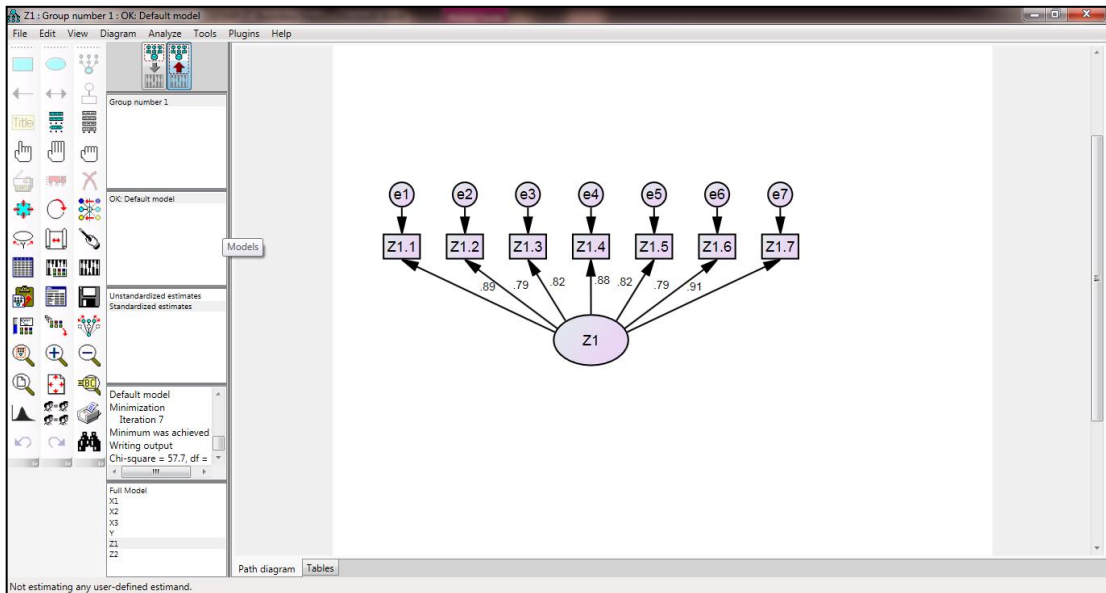 Z1 : Group number 1 : OK: Default model
File Edit View Diagram Analyze Tools Plugins Help
Title
Group number 1
OK: Default model
Models
Unstandardized estimates
Standardized estimates
Default model
Minimization
Iteration 7
Minimum was achieved
Writing output
Chi-square = 57.7, df =
Full Model
X1
X2
X3
Y
Z1
Z2
e1 e2 e3 e4 e5 e6 e7
Z1.1 Z1.2 Z1.3 Z1.4 Z1.5 Z1.6 Z1.7
.89 .79 .82 .88 .82 .79 .91
Z1
Path diagram Tables
Not estimating any user-defined estimand.